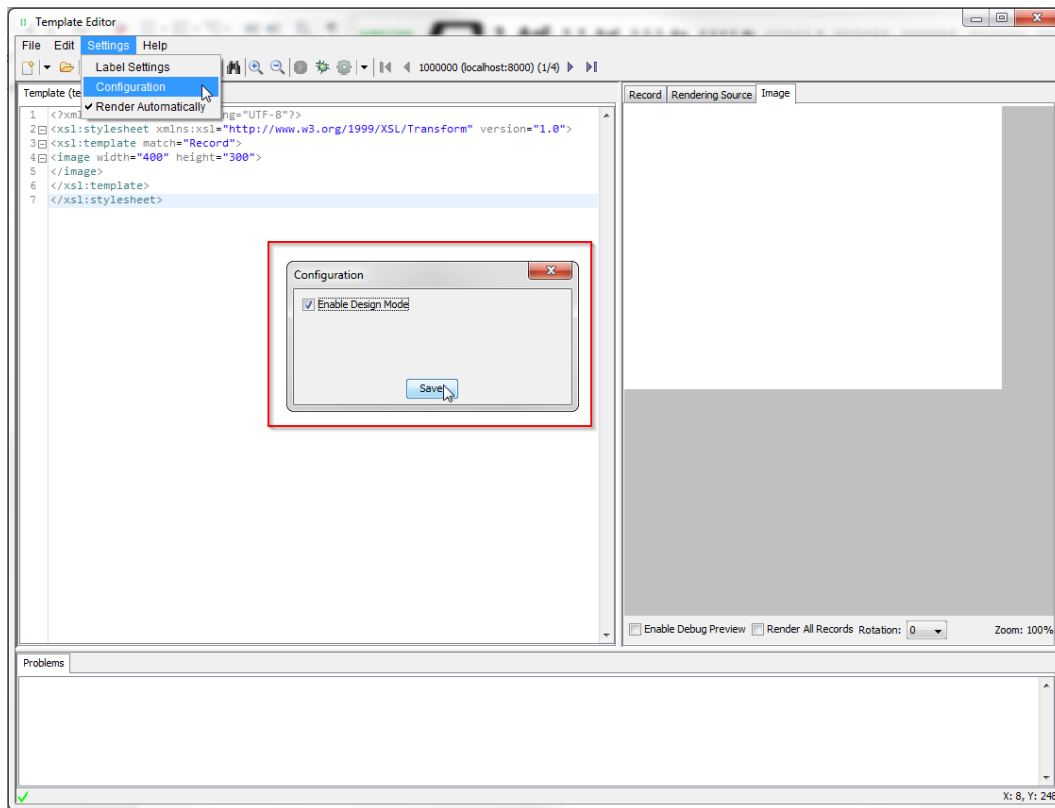 Template Editor
File Edit Settings Help
Label Settings
Configuration
Render Automatically
1000000 (localhost:8000) (1/4)
Template (te
Record Rendering Source Image
1 <?xml ng="UTF-8"?>
2 <xsl:stylesheet xmlns:xsl="http://www.w3.org/1999/XSL/Transform" version="1.0">
3 <xsl:template match="Record">
4 <image width="400" height="300">
5 </image>
6 </xsl:template>
7 </xsl:stylesheet>
Configuration
Enable Design Mode
Save
Enable Debug Preview Render All Records Rotation: 0 Zoom: 100%
Problems
X: 8, Y: 248